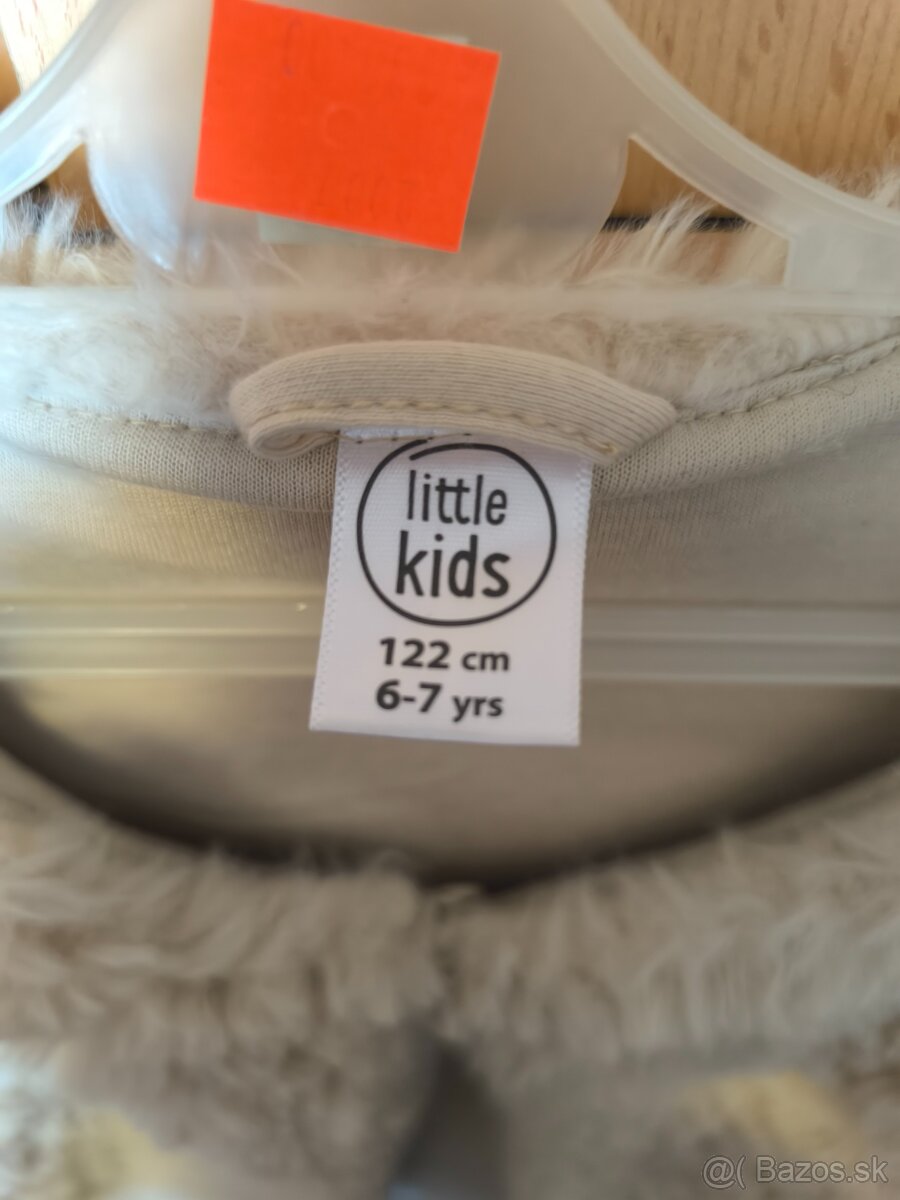 little
kids
122 cm
6-7 yrs
@( Bazos.sk